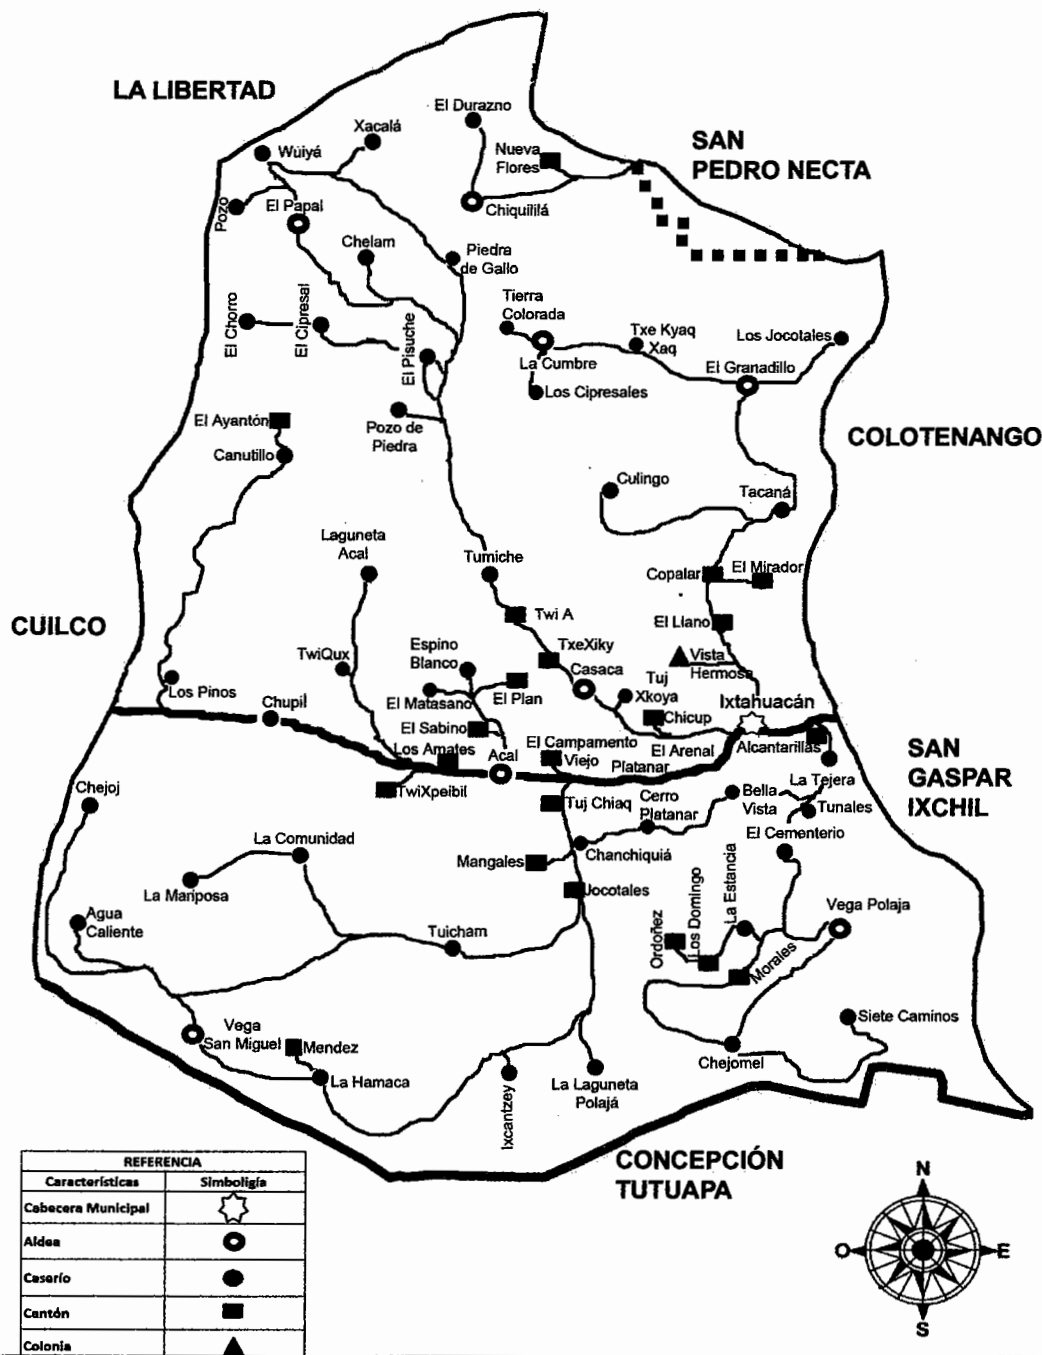 LA LIBERTAD
El Durazno
Xacalá
Wuiyá
Nueva
Flores
SAN
PEDRO NECTA
Pozo
El Papal
Chiquililá
Chelam
Piedra
de Gallo
El Chorro
El Cipresal
El Pisuche
Tierra
Colorada
La Cumbre
Txe Kyaq
Xaq
Los Jocotales
El Granadillo
Los Cipresales
El Ayantón
Canutillo
Pozo de
Piedra
COLOTENANGO
Culingo
Tacaná
Laguneta
Acal
Tumiche
Copalar
El Mirador
CUILCO
Twi A
El Llano
TwiQux
Espino
Blanco
TxeXiky
Casaca
Vista
Hermosa
Tuj
Xkoya
Los Pinos
El Matasano
El Plan
Ixtahuacán
Chupil
El Sabino
Chicup
Los Amates
Acal
El Campamento
Viejo
El Arenal
Platanar
Alcantarillas
SAN
GASPAR
IXCHIL
Chejoj
TwiXpeibil
Tuj Chiaq
Cerro
Platanar
Bella
Vista
La Tejera
Tunales
El Cementerio
La Comunidad
Mangales
Chanchiquiá
La Mariposa
Jocotales
La Estancia
Los Domingo
Ordoñez
Vega Polaja
Agua
Caliente
Tuicham
Morales
Vega
San Miguel
Mendez
La Hamaca
Siete Caminos
Chejomel
Ixcantzey
La Laguneta
Polajá
CONCEPCIÓN
TUTUAPA
REFERENCIA
Características Simboligía
Cabecera Municipal
Aldea
Caserío
Cantón
Colonia
N
O E
S